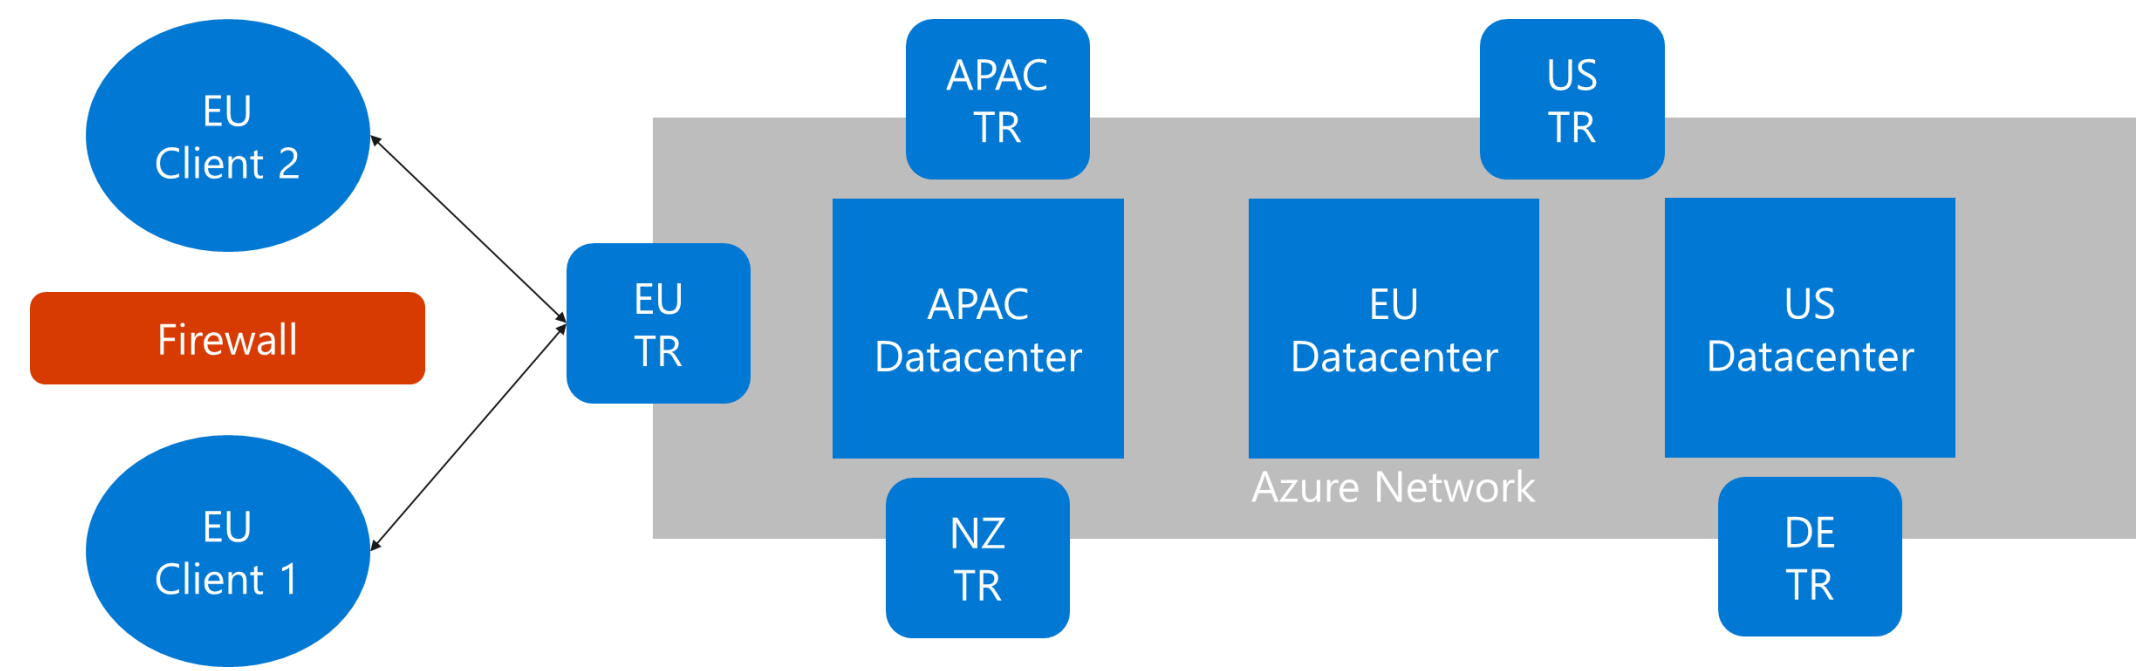 EU
Client 2
Firewall
EU
Client 1
EU
TR
APAC
TR
US
TR
APAC
Datacenter
EU
Datacenter
US
Datacenter
Azure Network
NZ
TR
DE
TR